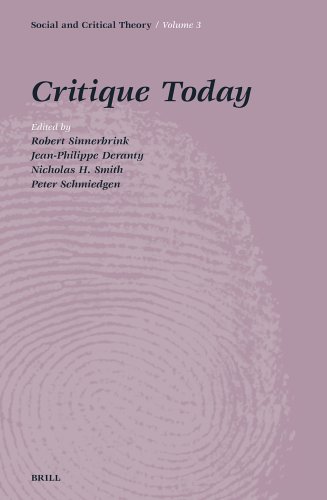 Social and Critical Theory / Volume 3
Critique Today
Edited by
Robert Sinnerbrink
Jean-Philippe Deranty
Nicholas H. Smith
Peter Schmiedgen
BRILL